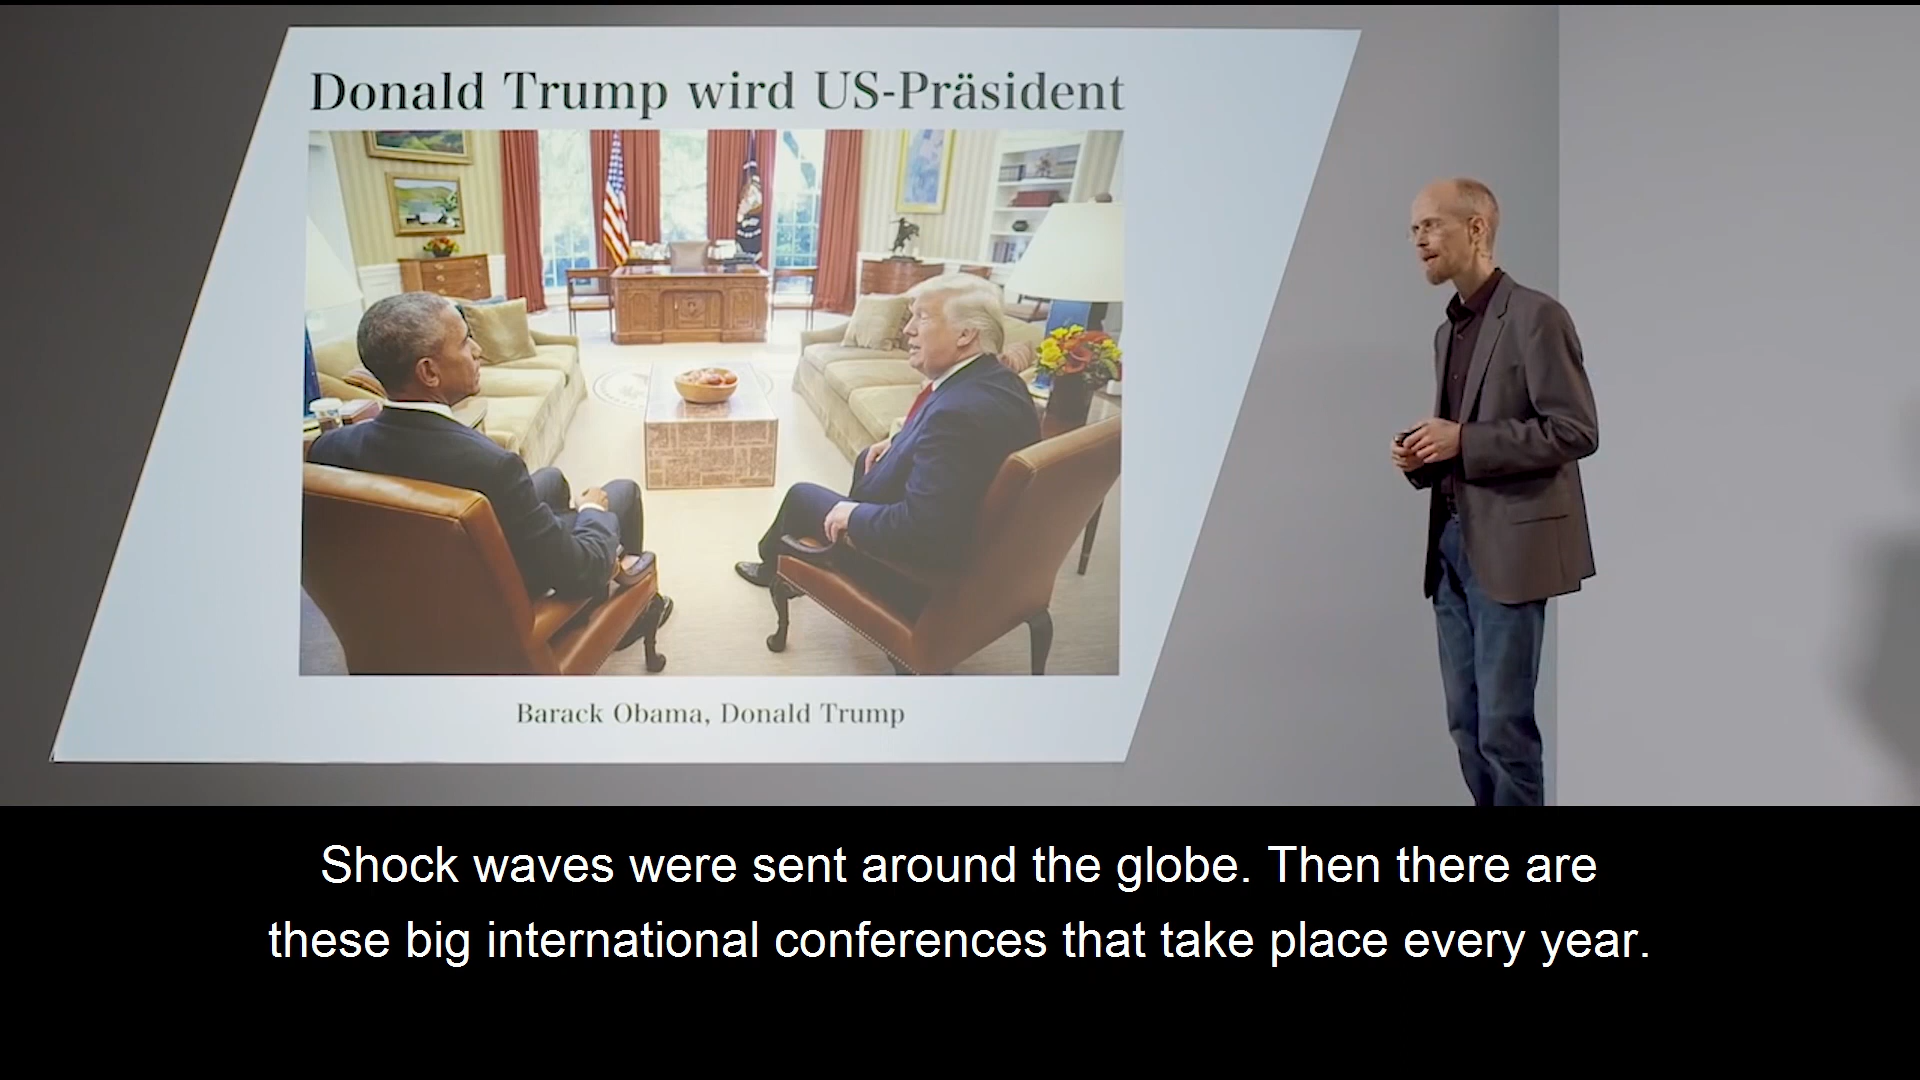 Donald Trump wird US-Präsident
Barack Obama, Donald Trump
Shock waves were sent around the globe. Then there are
these big international conferences that take place every year.